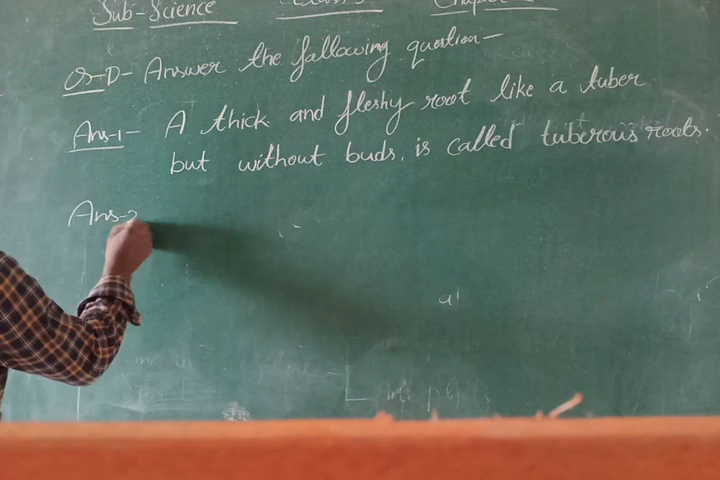 Sub-Science
Q-D- Answer the fallowing question-
Ans-1- A thick and fleshy root like a tuber
but without buds, is called tuberous roots.
Ans-2